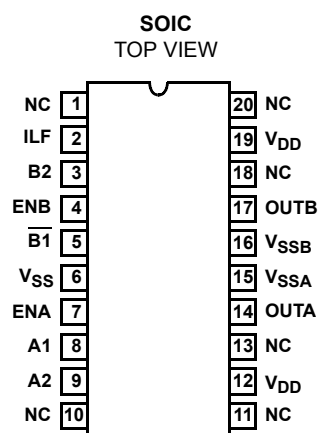 SOIC
TOP VIEW
NC 1 20 NC
ILF 2 19 VDD
B2 3 18 NC
ENB 4 17 OUTB
B̅1̅ 5 16 VSSB
VSS 6 15 VSSA
ENA 7 14 OUTA
A1 8 13 NC
A2 9 12 VDD
NC 10 11 NC